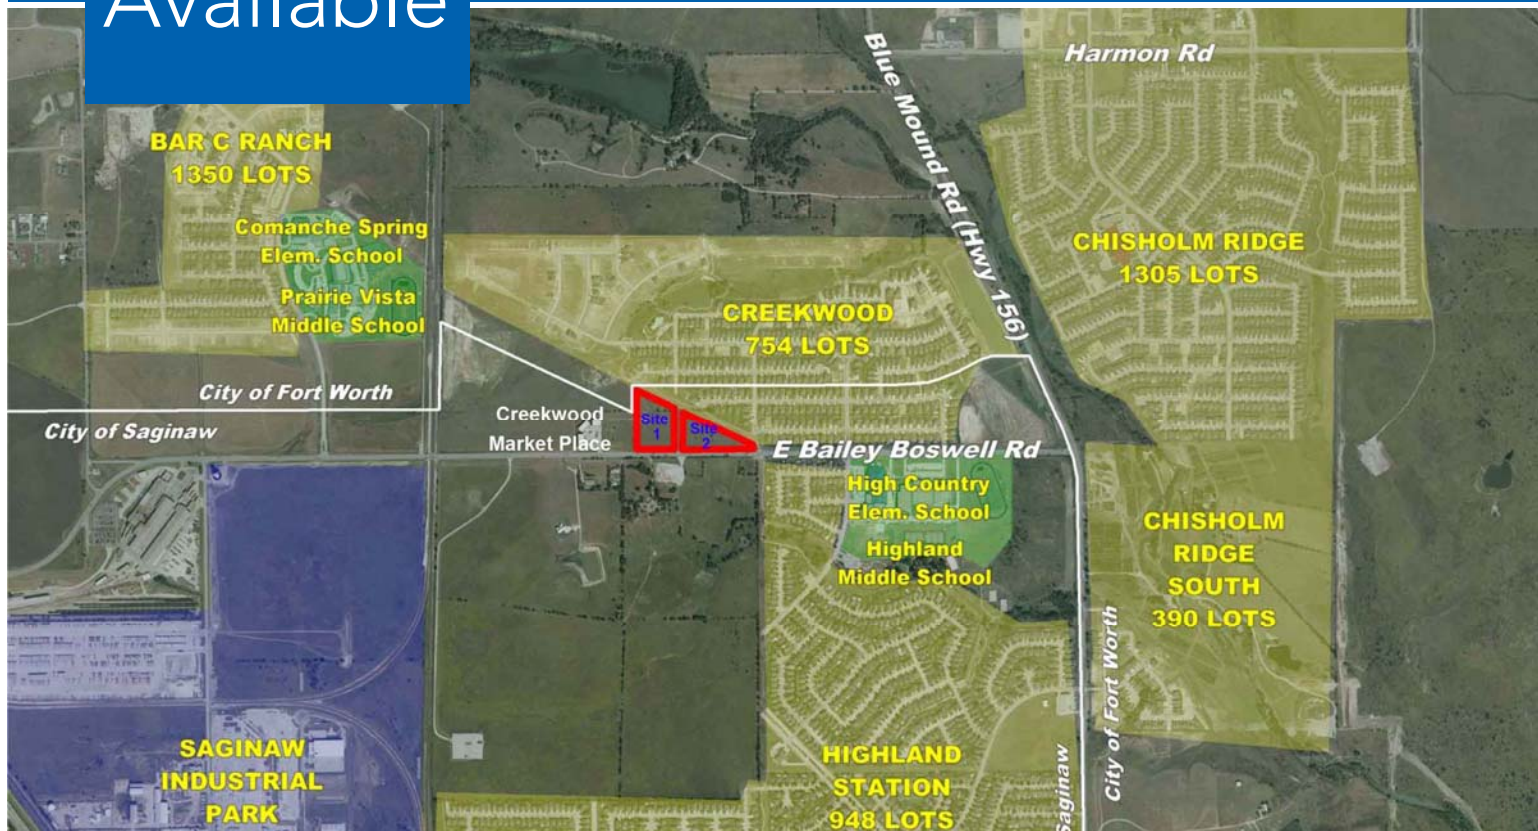 Available
Harmon Rd
Blue Mound Rd (Hwy 156)
BAR C RANCH
1350 LOTS
Comanche Spring
Elem. School
Prairie Vista
Middle School
CHISHOLM RIDGE
1305 LOTS
CREEKWOOD
754 LOTS
City of Fort Worth
City of Saginaw
Creekwood
Market Place
Site
1
Site
2
E Bailey Boswell Rd
High Country
Elem. School
Highland
Middle School
CHISHOLM
RIDGE
SOUTH
390 LOTS
City of Fort Worth
Saginaw
SAGINAW
INDUSTRIAL
PARK
HIGHLAND
STATION
948 LOTS